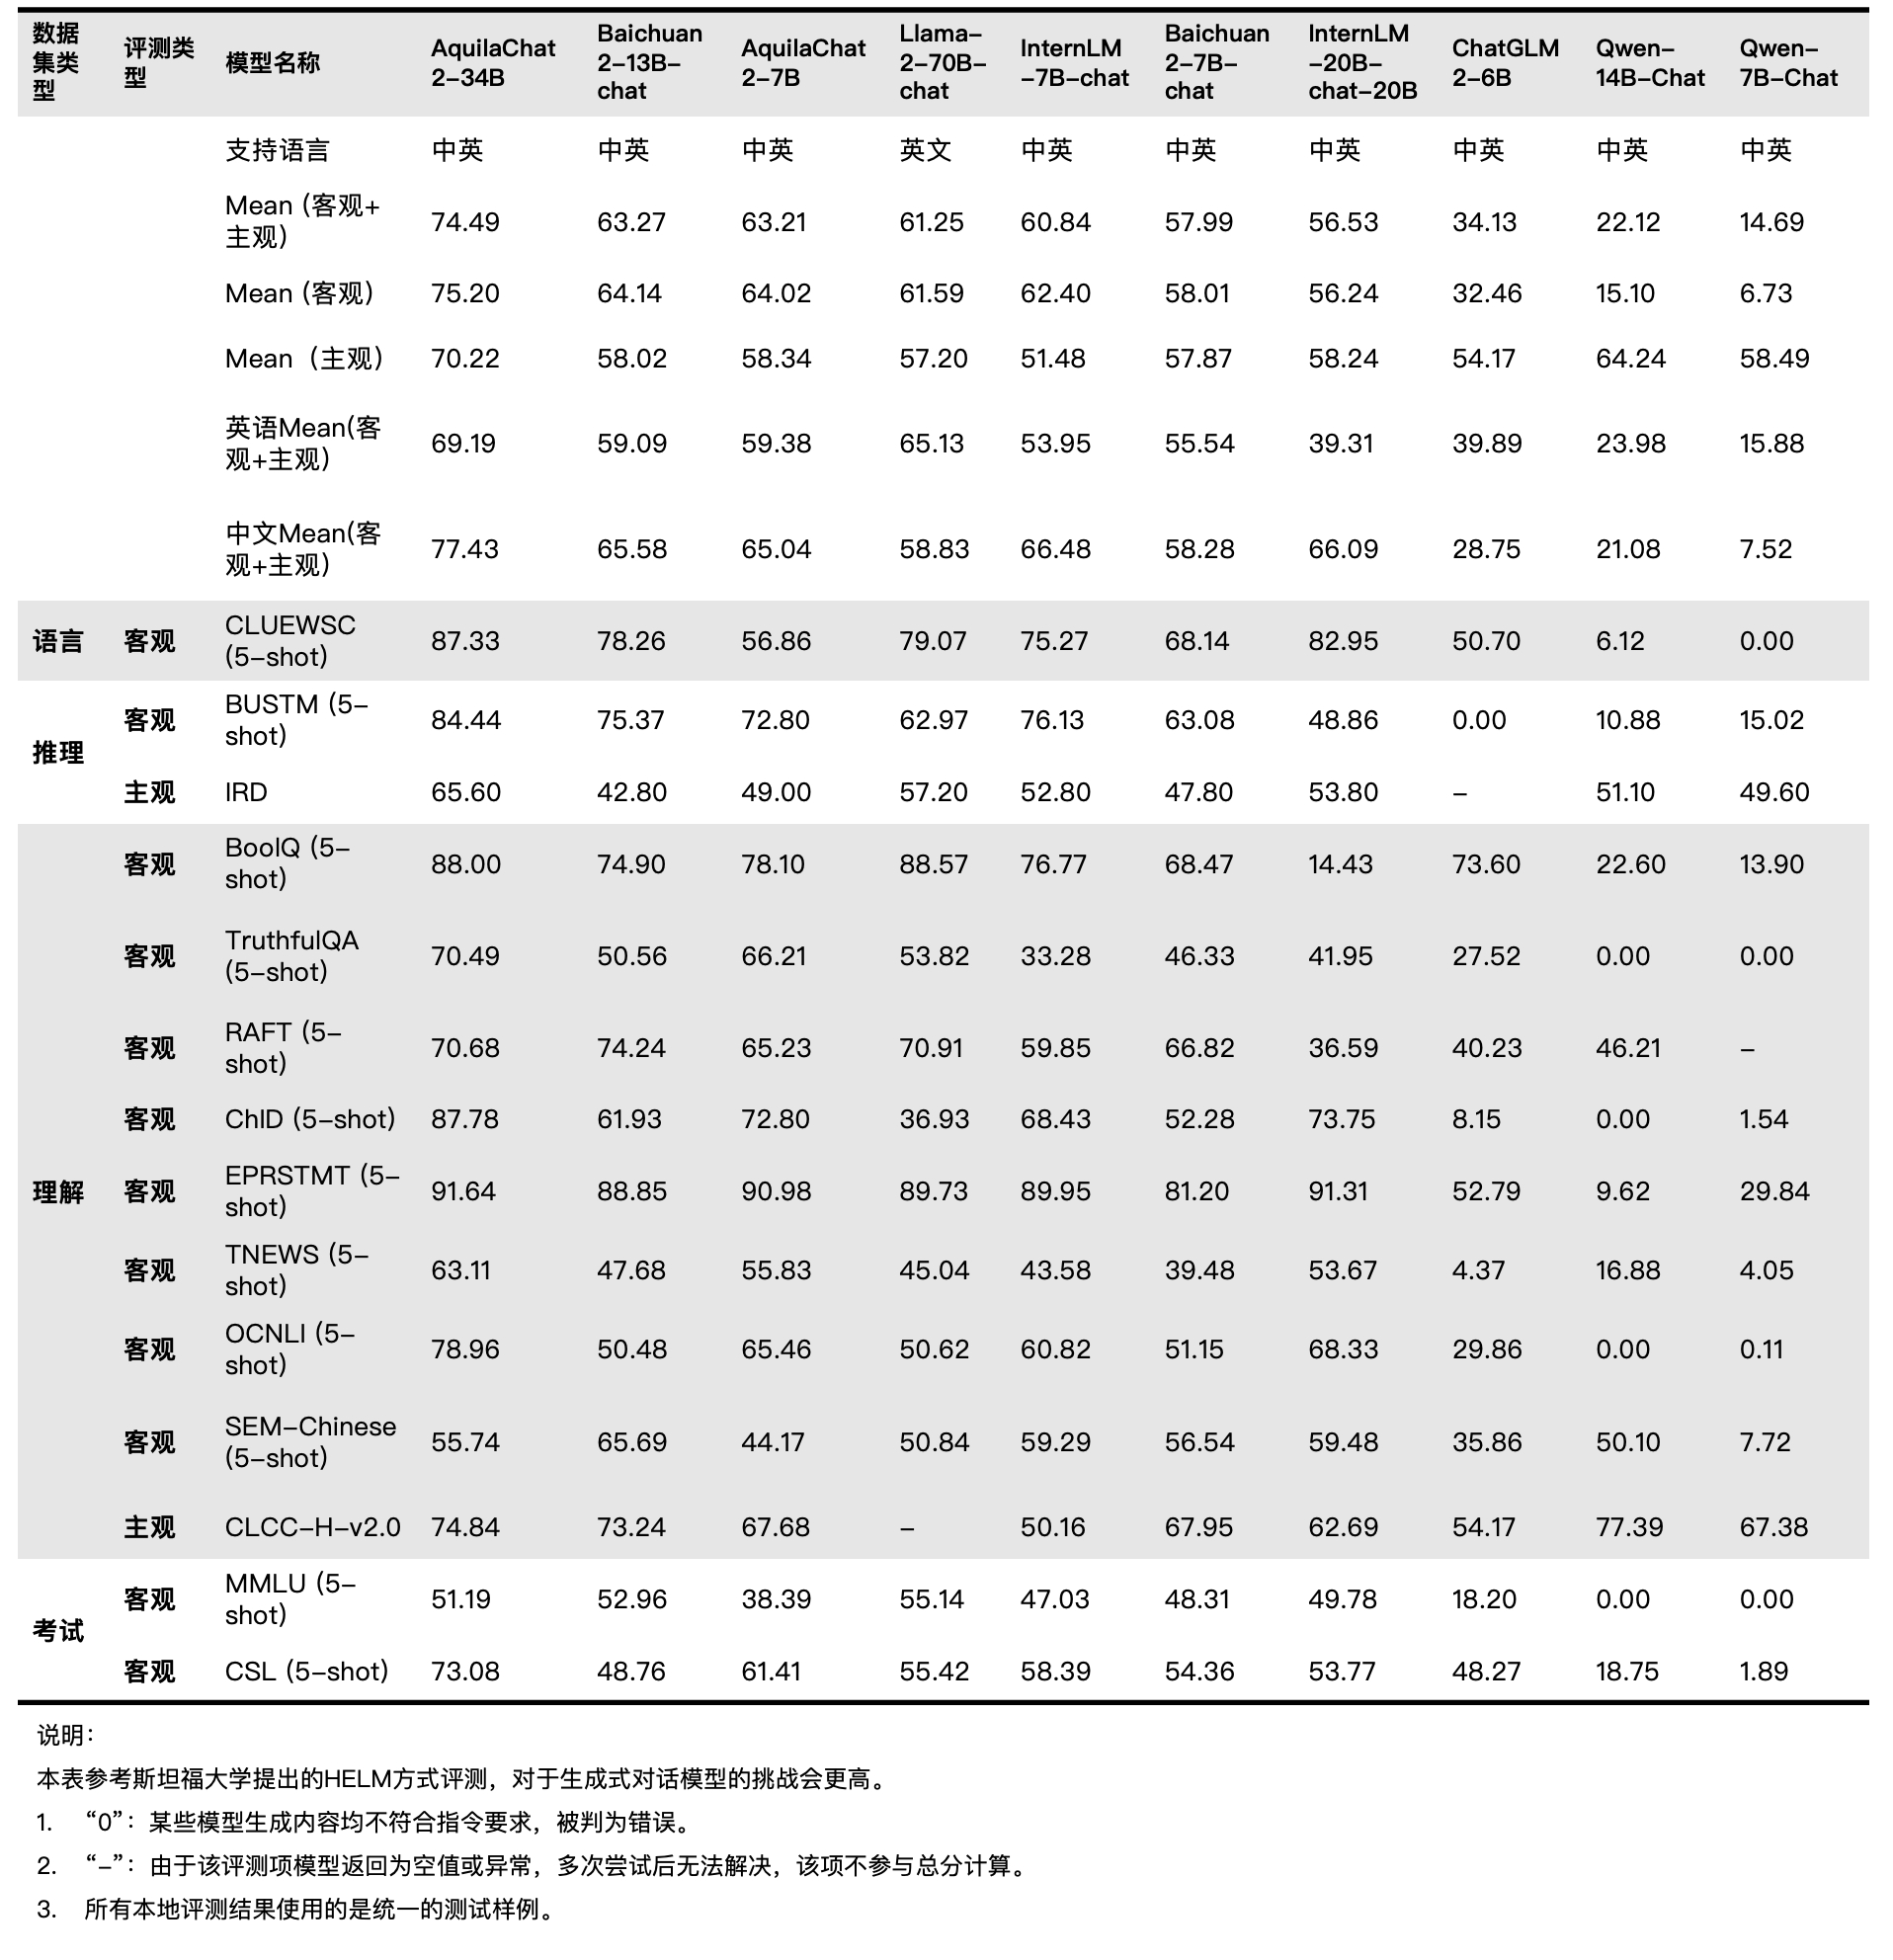 数据集类型 评测类型 模型名称 AquilaChat2-34B Baichuan2-13B-chat AquilaChat2-7B Llama-2-70B-chat InternLM-7B-chat Baichuan2-7B-chat InternLM-20B-chat-20B ChatGLM2-6B Qwen-14B-Chat Qwen-7B-Chat
支持语言 中英 中英 中英 英文 中英 中英 中英 中英 中英 中英
Mean (客观+主观) 74.49 63.27 63.21 61.25 60.84 57.99 56.53 34.13 22.12 14.69
Mean (客观) 75.20 64.14 64.02 61.59 62.40 58.01 56.24 32.46 15.10 6.73
Mean（主观） 70.22 58.02 58.34 57.20 51.48 57.87 58.24 54.17 64.24 58.49
英语Mean(客观+主观) 69.19 59.09 59.38 65.13 53.95 55.54 39.31 39.89 23.98 15.88
中文Mean(客观+主观) 77.43 65.58 65.04 58.83 66.48 58.28 66.09 28.75 21.08 7.52
语言 客观 CLUEWSC (5-shot) 87.33 78.26 56.86 79.07 75.27 68.14 82.95 50.70 6.12 0.00
推理 客观 BUSTM (5-shot) 84.44 75.37 72.80 62.97 76.13 63.08 48.86 0.00 10.88 15.02
主观 IRD 65.60 42.80 49.00 57.20 52.80 47.80 53.80 – 51.10 49.60
理解 客观 BoolQ (5-shot) 88.00 74.90 78.10 88.57 76.77 68.47 14.43 73.60 22.60 13.90
客观 TruthfulQA (5-shot) 70.49 50.56 66.21 53.82 33.28 46.33 41.95 27.52 0.00 0.00
客观 RAFT (5-shot) 70.68 74.24 65.23 70.91 59.85 66.82 36.59 40.23 46.21 –
客观 ChID (5-shot) 87.78 61.93 72.80 36.93 68.43 52.28 73.75 8.15 0.00 1.54
客观 EPRSTMT (5-shot) 91.64 88.85 90.98 89.73 89.95 81.20 91.31 52.79 9.62 29.84
客观 TNEWS (5-shot) 63.11 47.68 55.83 45.04 43.58 39.48 53.67 4.37 16.88 4.05
客观 OCNLI (5-shot) 78.96 50.48 65.46 50.62 60.82 51.15 68.33 29.86 0.00 0.11
客观 SEM-Chinese (5-shot) 55.74 65.69 44.17 50.84 59.29 56.54 59.48 35.86 50.10 7.72
主观 CLCC-H-v2.0 74.84 73.24 67.68 – 50.16 67.95 62.69 54.17 77.39 67.38
考试 客观 MMLU (5-shot) 51.19 52.96 38.39 55.14 47.03 48.31 49.78 18.20 0.00 0.00
客观 CSL (5-shot) 73.08 48.76 61.41 55.42 58.39 54.36 53.77 48.27 18.75 1.89
说明：
本表参考斯坦福大学提出的HELM方式评测，对于生成式对话模型的挑战会更高。
1. “0”：某些模型生成内容均不符合指令要求，被判为错误。
2. “–”：由于该评测项模型返回为空值或异常，多次尝试后无法解决，该项不参与总分计算。
3. 所有本地评测结果使用的是统一的测试样例。